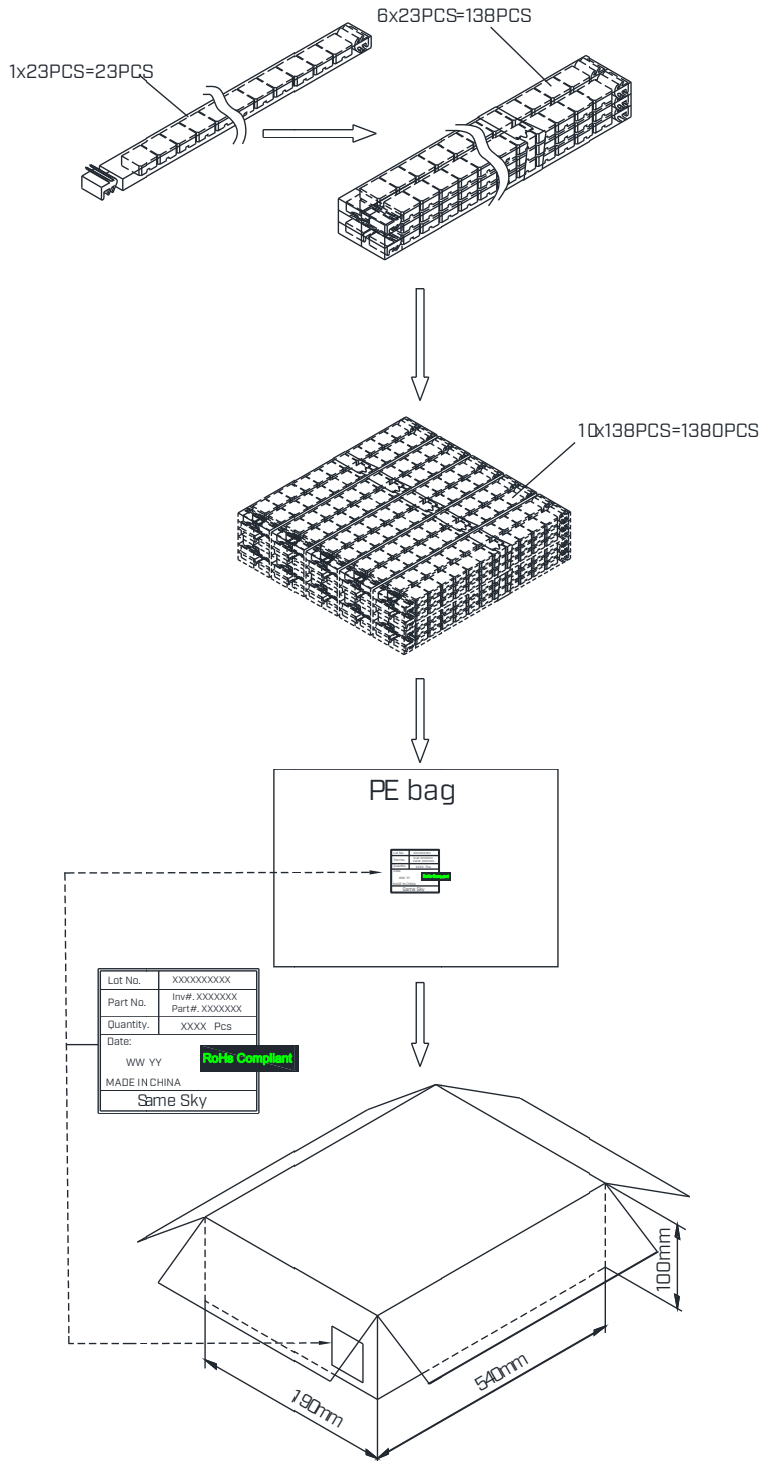 6x23PCS=138PCS
1x23PCS=23PCS
10x138PCS=1380PCS
PE bag
Lot No. XXXXXXXXXX
Part No. Inv#. XXXXXXX
Part#. XXXXXXX
Quantity. XXXX Pcs
Date:
WW YY
RoHs Compliant
MADE IN CHINA
Same Sky
100mm
540mm
190mm